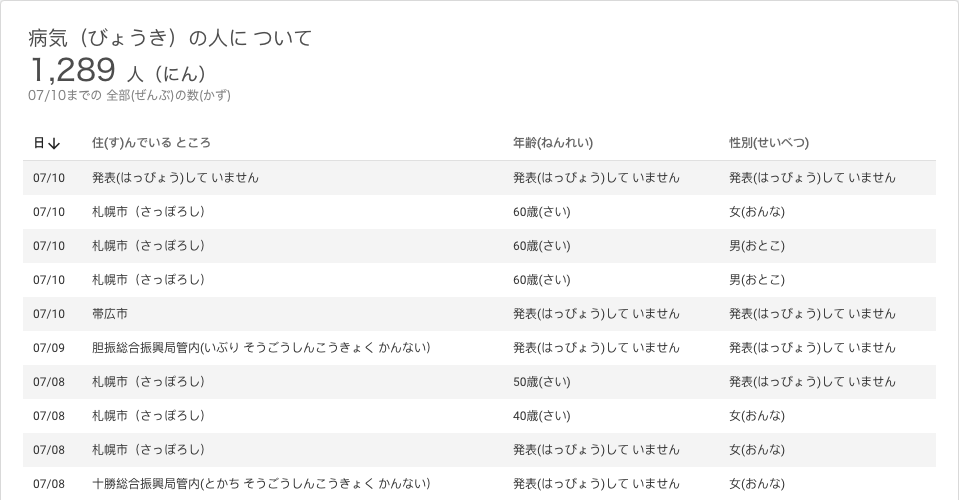 病気（びょうき）の人に ついて
1,289 人（にん）
07/10までの 全部(ぜんぶ)の数(かず)
日↓ 住(す)んでいる ところ 年齢(ねんれい) 性別(せいべつ)
07/10 発表(はっぴょう)して いません 発表(はっぴょう)して いません 発表(はっぴょう)して いません
07/10 札幌市（さっぽろし） 60歳(さい) 女(おんな)
07/10 札幌市（さっぽろし） 60歳(さい) 男(おとこ)
07/10 札幌市（さっぽろし） 60歳(さい) 男(おとこ)
07/10 帯広市 発表(はっぴょう)して いません 発表(はっぴょう)して いません
07/09 胆振総合振興局管内(いぶり そうごうしんこうきょく かんない） 発表(はっぴょう)して いません 発表(はっぴょう)して いません
07/08 札幌市（さっぽろし） 50歳(さい) 発表(はっぴょう)して いません
07/08 札幌市（さっぽろし） 40歳(さい) 女(おんな)
07/08 札幌市（さっぽろし） 発表(はっぴょう)して いません 女(おんな)
07/08 十勝総合振興局管内(とかち そうごうしんこうきょく かんない） 発表(はっぴょう)して いません 女(おんな)